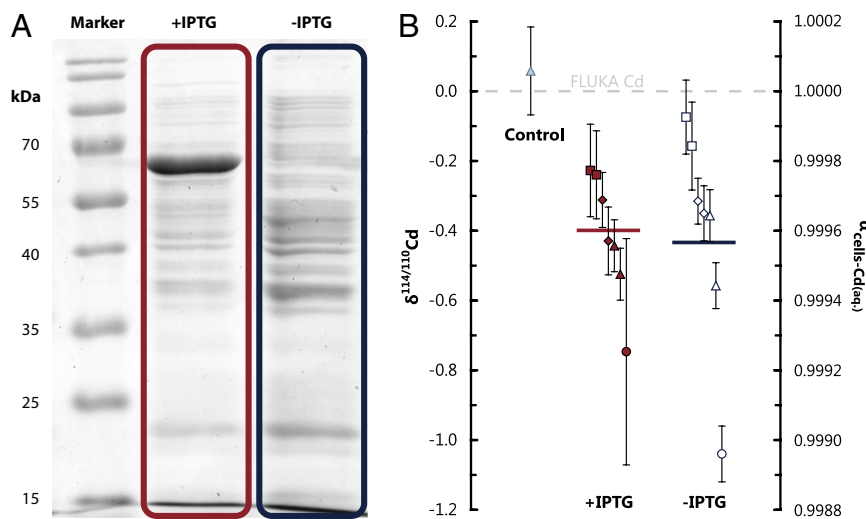 A
Marker
+IPTG
-IPTG
kDa
70
55
40
35
25
15
B
0.2
0.0
-0.2
-0.4
-0.6
-0.8
-1.0
-1.2
δ114/110Cd
FLUKA Cd
Control
+IPTG
-IPTG
1.0002
1.0000
0.9998
0.9996
0.9994
0.9992
0.9990
0.9988
αcells-Cd(aq.)